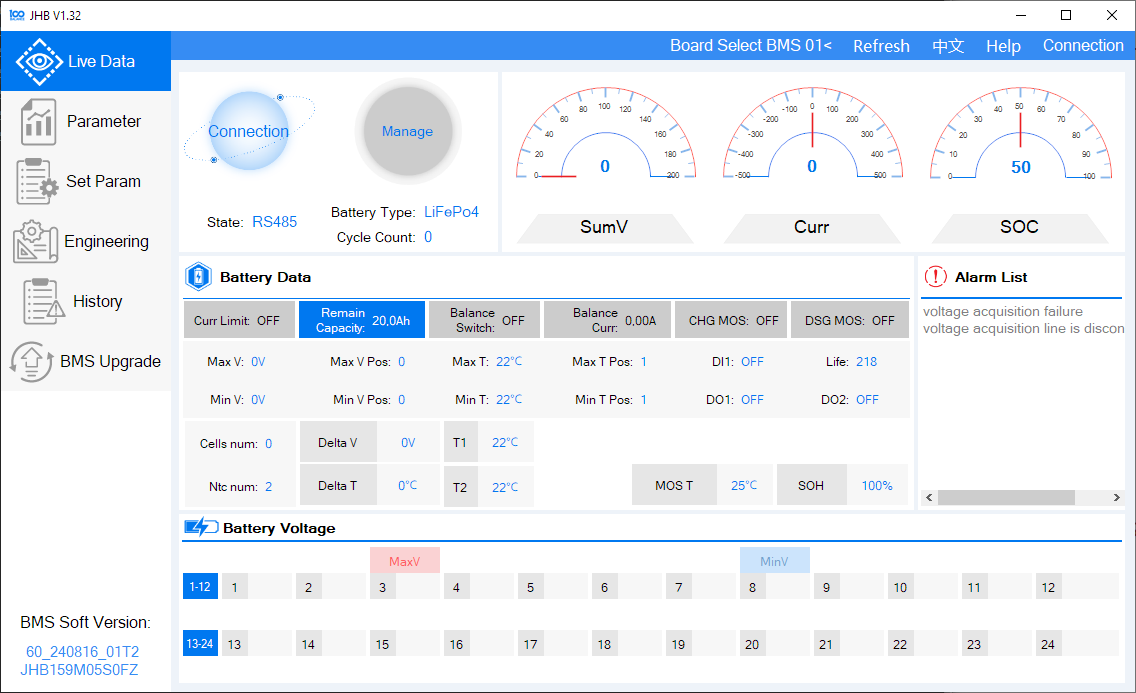 100 JHB V1.32
Board Select BMS 01< Refresh 中文 Help Connection
Live Data
Parameter
Set Param
Engineering
History
BMS Upgrade
BMS Soft Version:
60_240816_01T2
JHB159M05S0FZ
Connection
Manage
State: RS485
Battery Type: LiFePo4
Cycle Count: 0
0 20 40 60 80 100 120 140 160 180 200
0
SumV
-500 -400 -300 -200 -100 0 100 200 300 400 500
0
Curr
0 10 20 30 40 50 60 70 80 90 100
50
SOC
Battery Data
Curr Limit: OFF
Remain
Capacity: 20,0Ah
Balance
Switch: OFF
Balance
Curr: 0,00A
CHG MOS: OFF
DSG MOS: OFF
Max V: 0V Max V Pos: 0 Max T: 22°C Max T Pos: 1 DI1: OFF Life: 218
Min V: 0V Min V Pos: 0 Min T: 22°C Min T Pos: 1 DO1: OFF DO2: OFF
Cells num: 0 Delta V 0V T1 22°C
Ntc num: 2 Delta T 0°C T2 22°C MOS T 25°C SOH 100%
Alarm List
voltage acquisition failure
voltage acquisition line is discon
Battery Voltage
MaxV MinV
1-12 1 2 3 4 5 6 7 8 9 10 11 12
13-24 13 14 15 16 17 18 19 20 21 22 23 24